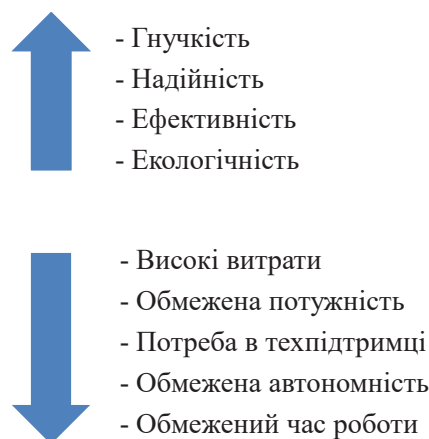 - Гнучкість
- Надійність
- Ефективність
- Екологічність
- Високі витрати
- Обмежена потужність
- Потреба в техпідтримці
- Обмежена автономність
- Обмежений час роботи